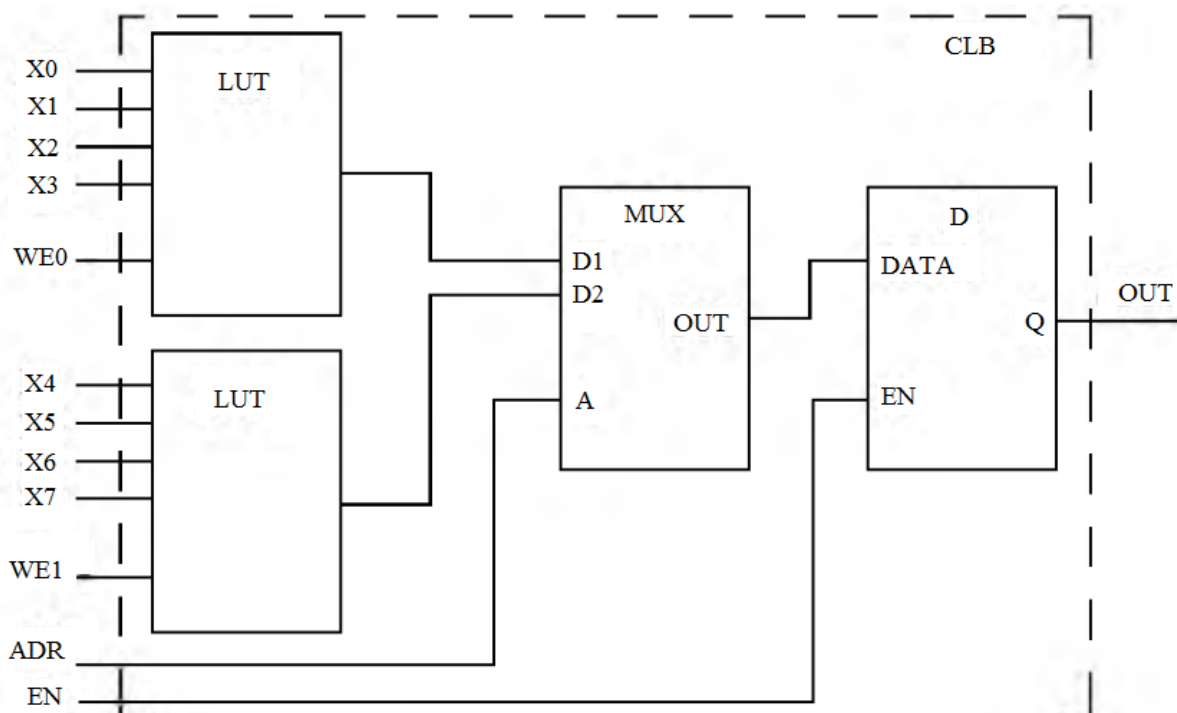 CLB
X0
X1
X2
X3
WE0
LUT
X4
X5
X6
X7
WE1
LUT
ADR
EN
MUX
D1
D2
OUT
A
D
DATA
Q
EN
OUT